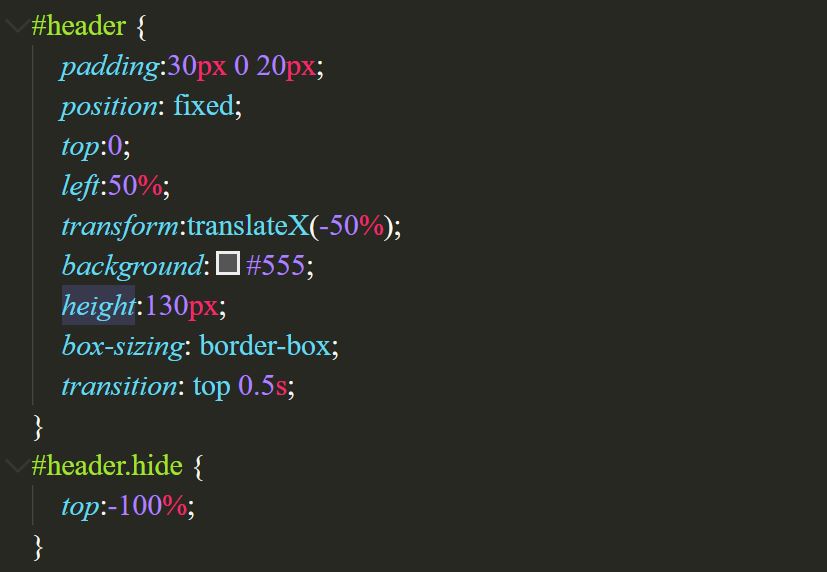 #header {
padding:30px 0 20px;
position: fixed;
top:0;
left:50%;
transform:translateX(-50%);
background: #555;
height:130px;
box-sizing: border-box;
transition: top 0.5s;
}
#header.hide {
top:-100%;
}